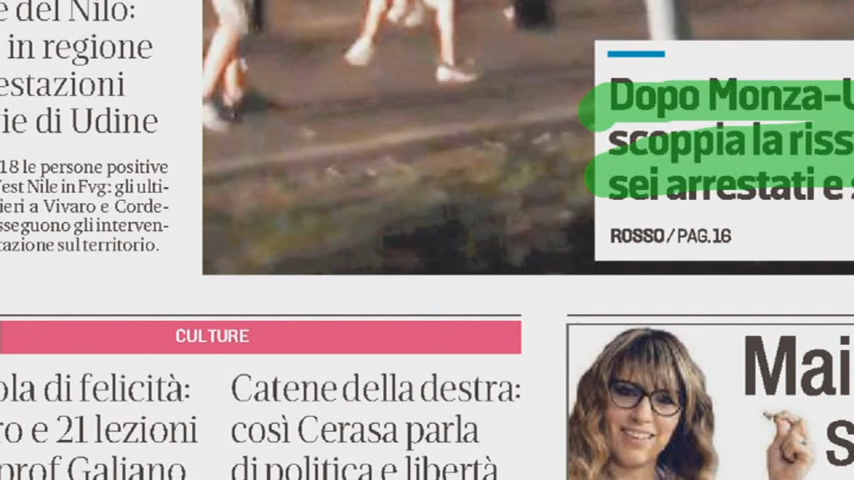 e del Nilo:
in regione
estazioni
ie di Udine
18 le persone positive
Vest Nile in Fvg: gli ulti-
ieri a Vivaro e Corde-
sseguono gli interven-
tazione sul territorio.
Dopo Monza-U
scoppia la riss
sei arrestati e s
ROSSO/PAG.16
CULTURE
ola di felicità:
ro e 21 lezioni
prof Galiano
Catene della destra:
così Cerasa parla
di politica e libertà
Mai
s